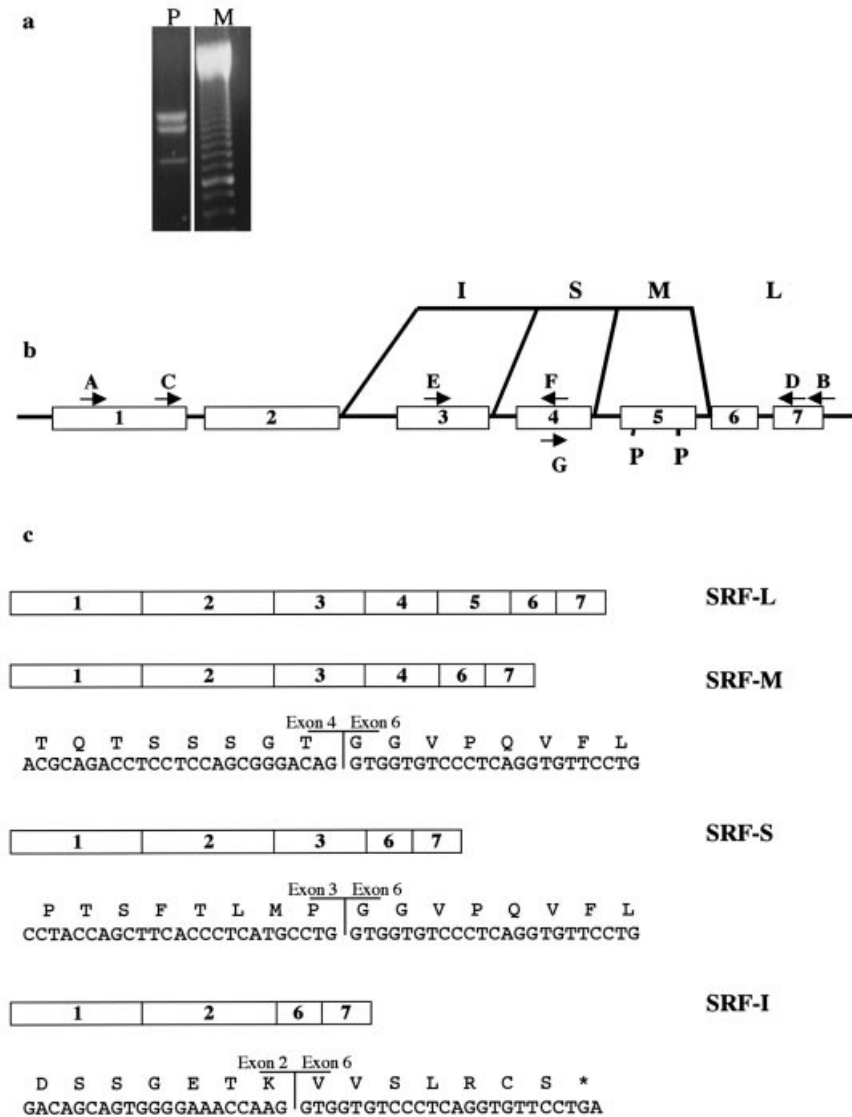 a
P M
b
I S M L
A C E F D B
1 2 3 4 5 6 7
G P P
c
1 2 3 4 5 6 7 SRF-L
1 2 3 4 6 7 SRF-M
Exon 4 Exon 6
T Q T S S S G T G G V P Q V F L
ACGCAGACCTCCTCCAGCGGGACAG GTGGTGTCCCTCAGGTGTTCCTG
1 2 3 6 7 SRF-S
Exon 3 Exon 6
P T S F T L M P G G V P Q V F L
CCTACCAGCTTCACCCTCATGCCTG GTGGTGTCCCTCAGGTGTTCCTG
1 2 6 7 SRF-I
Exon 2 Exon 6
D S S G E T K V V S L R C S *
GACAGCAGTGGGGAAACCAAG GTGGTGTCCCTCAGGTGTTCCTGA